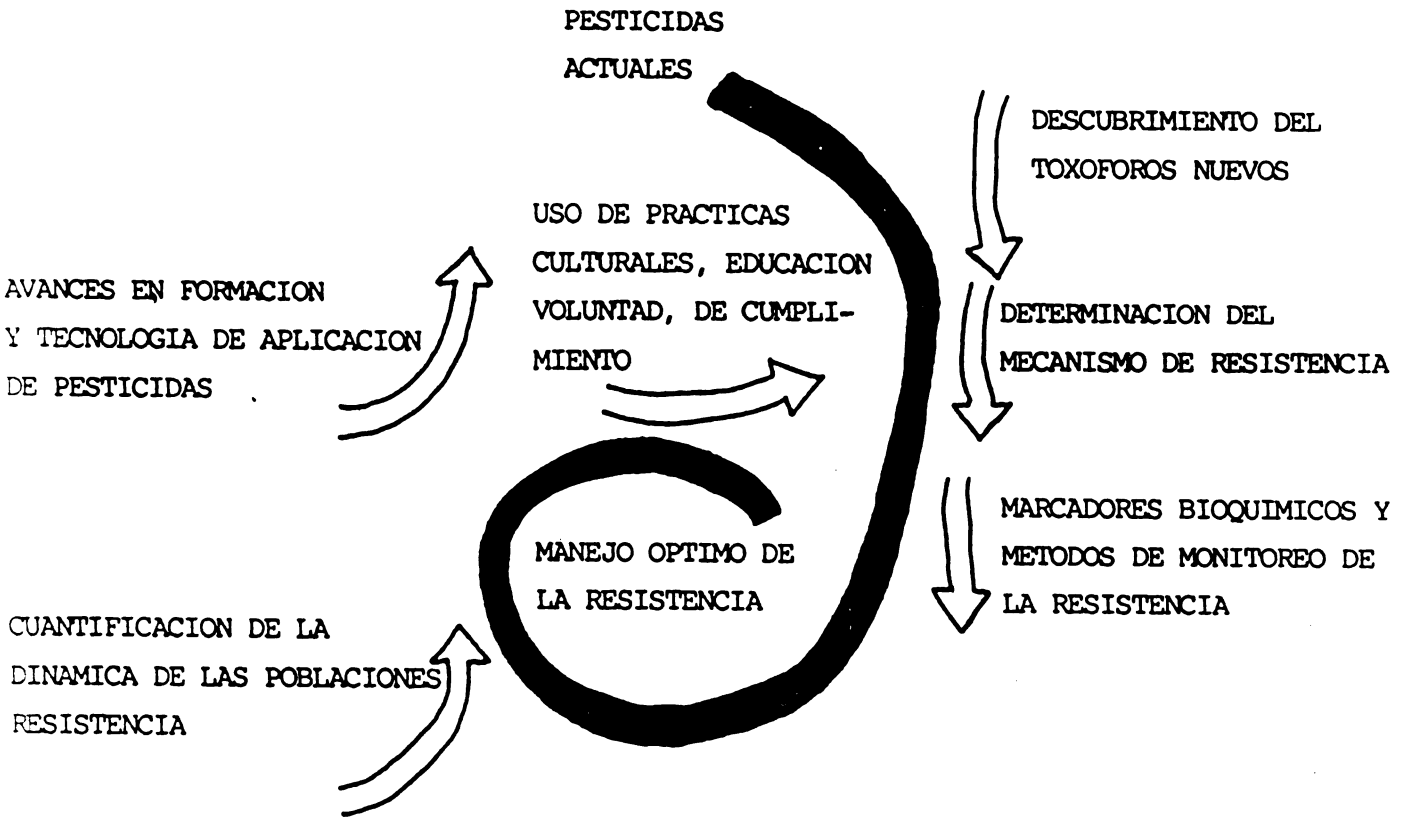 PESTICIDAS
ACTUALES
DESCUBRIMIENTO DEL
TOXOFOROS NUEVOS
USO DE PRACTICAS
CULTURALES, EDUCACION
VOLUNTAD, DE CUMPLI-
MIENTO
AVANCES EN FORMACION
Y TECNOLOGIA DE APLICACION
DE PESTICIDAS
DETERMINACION DEL
MECANISMO DE RESISTENCIA
MARCADORES BIOQUIMICOS Y
METODOS DE MONITOREO DE
LA RESISTENCIA
MANEJO OPTIMO DE
LA RESISTENCIA
CUANTIFICACION DE LA
DINAMICA DE LAS POBLACIONES
RESISTENCIA